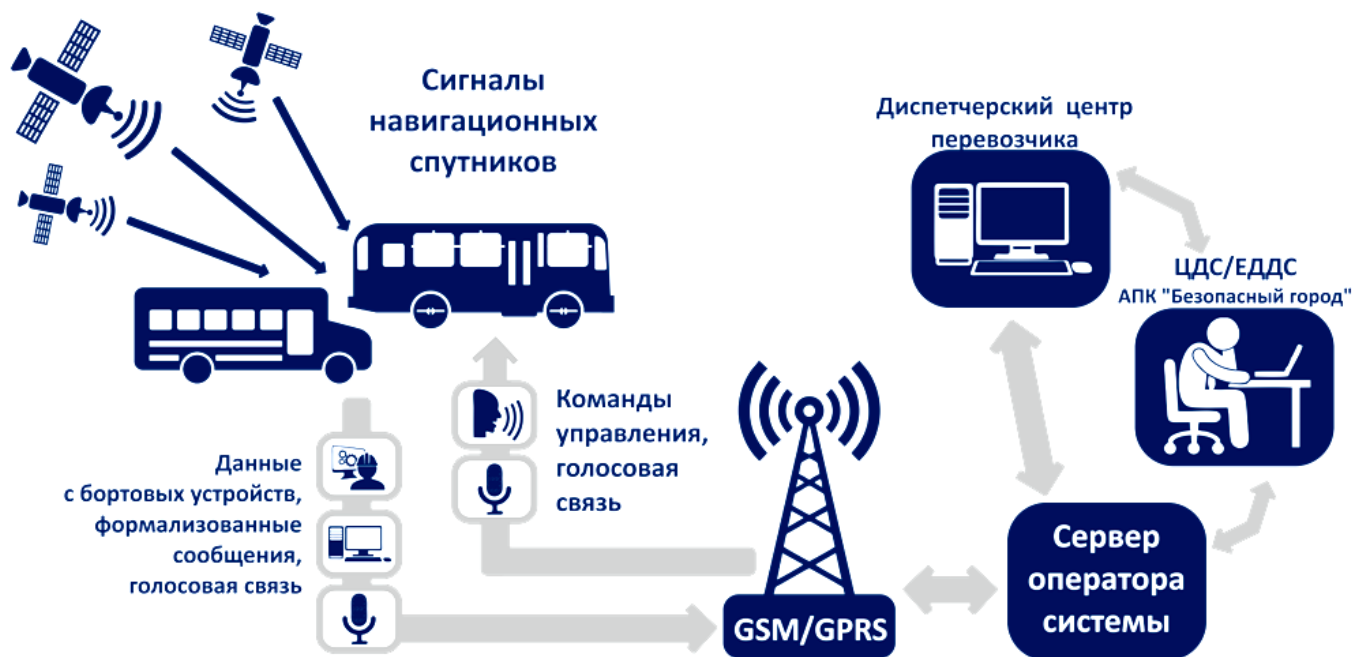 Сигналы
навигационных
спутников
Диспетчерский центр
перевозчика
ЦДС/ЕДДС
АПК "Безопасный город"
Команды
управления,
голосовая
связь
Данные
с бортовых устройств,
формализованные
сообщения,
голосовая связь
GSM/GPRS
Сервер
оператора
системы